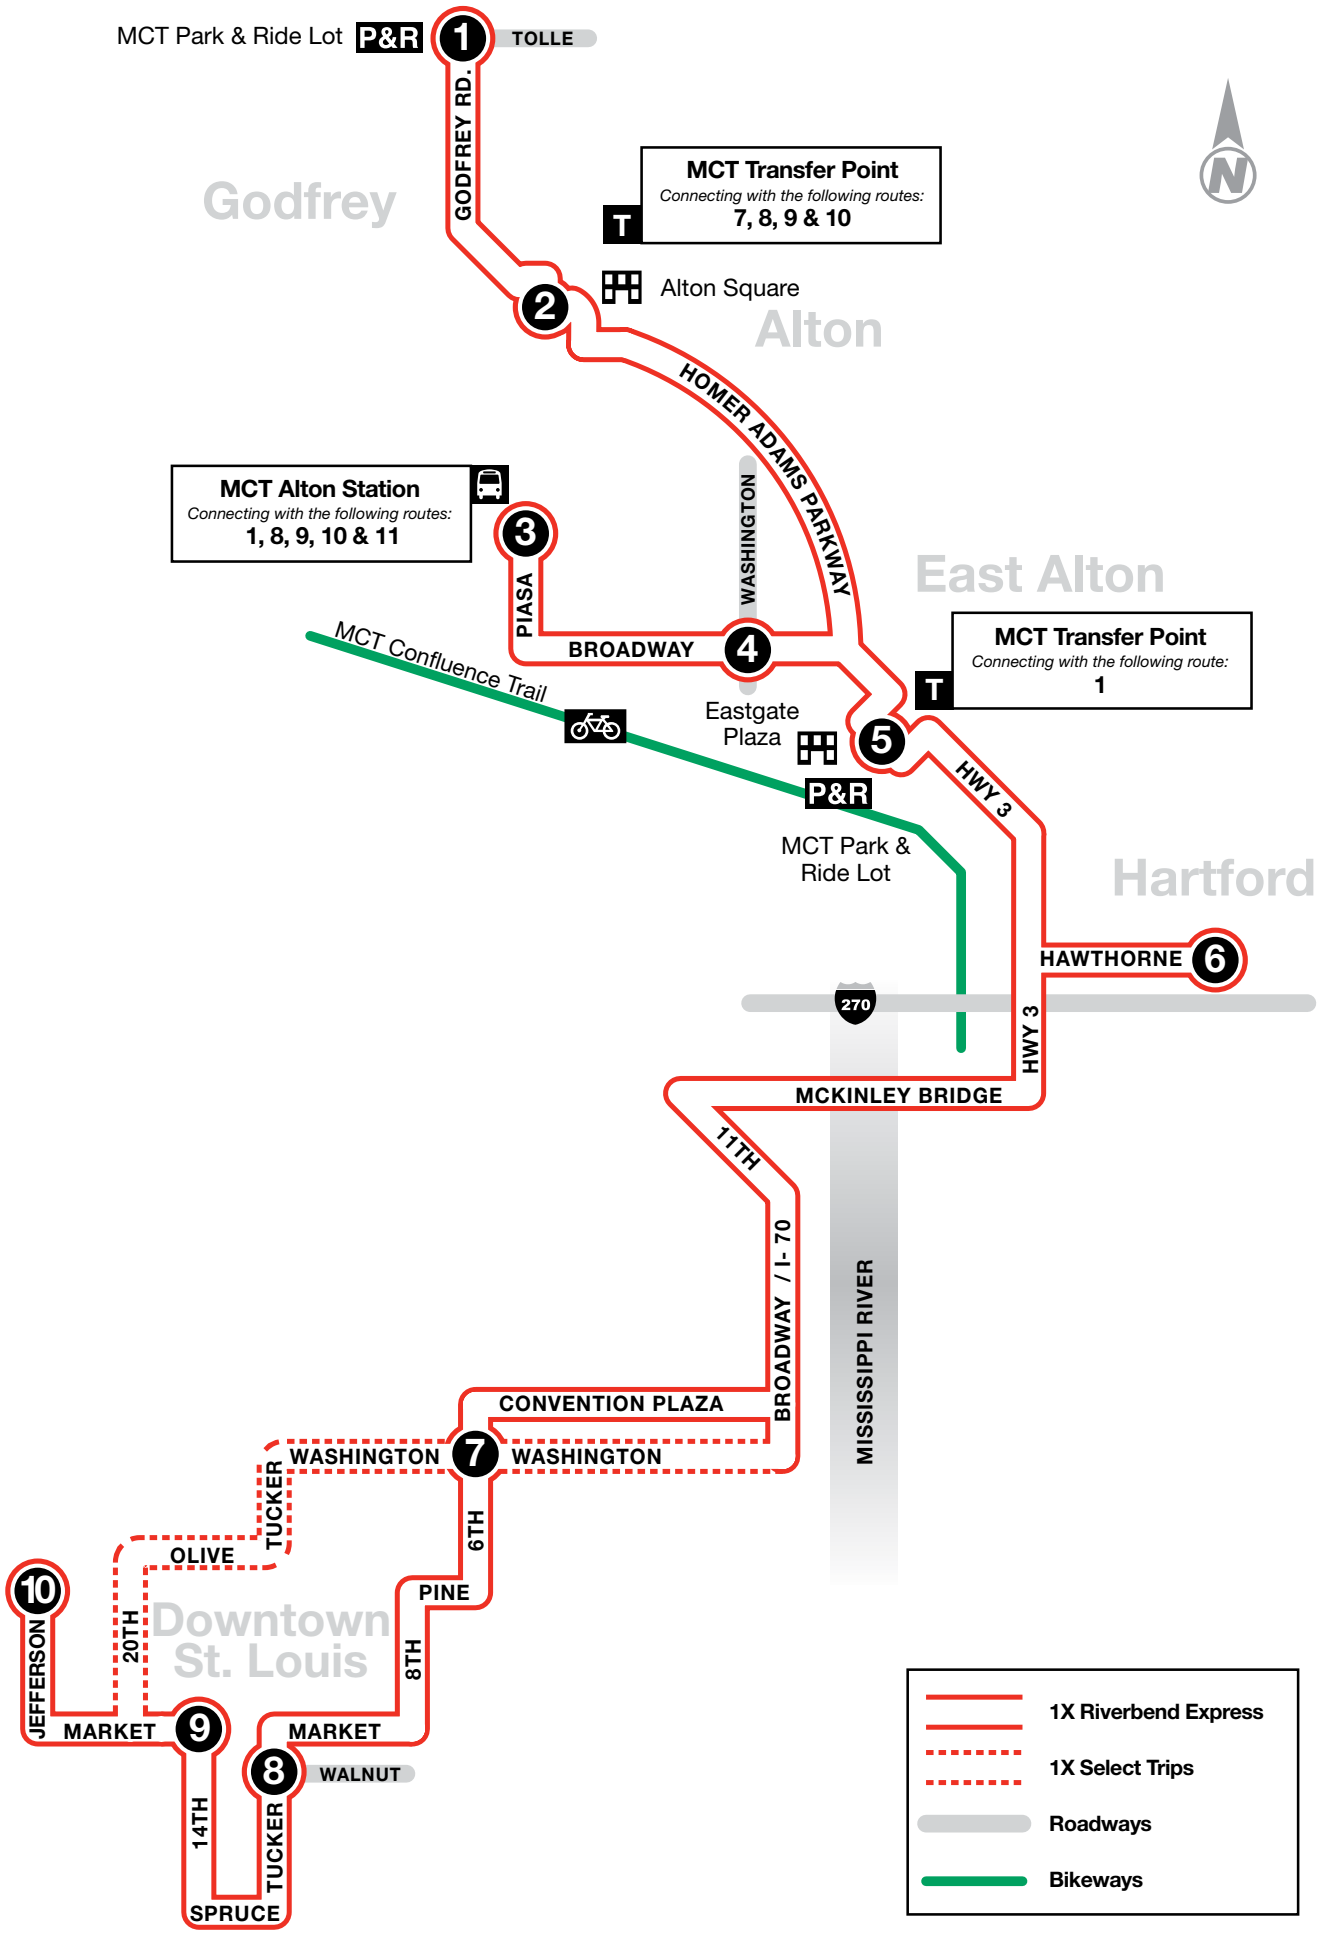 MCT Park & Ride Lot
P&R
1
TOLLE
GODFREY RD.
N
Godfrey
MCT Transfer Point
Connecting with the following routes:
7, 8, 9 & 10
T
2
Alton Square
Alton
HOMER ADAMS PARKWAY
MCT Alton Station
Connecting with the following routes:
1, 8, 9, 10 & 11
3
PIASA
WASHINGTON
BROADWAY
4
East Alton
MCT Transfer Point
Connecting with the following route:
1
T
MCT Confluence Trail
Eastgate
Plaza
5
P&R
MCT Park &
Ride Lot
HWY 3
Hartford
HAWTHORNE
6
270
HWY 3
MCKINLEY BRIDGE
11TH
BROADWAY / I- 70
MISSISSIPPI RIVER
CONVENTION PLAZA
WASHINGTON
7
WASHINGTON
TUCKER
6TH
OLIVE
10
PINE
Downtown
St. Louis
20TH
8TH
JEFFERSON
MARKET
9
MARKET
8
WALNUT
14TH
TUCKER
SPRUCE
1X Riverbend Express
1X Select Trips
Roadways
Bikeways